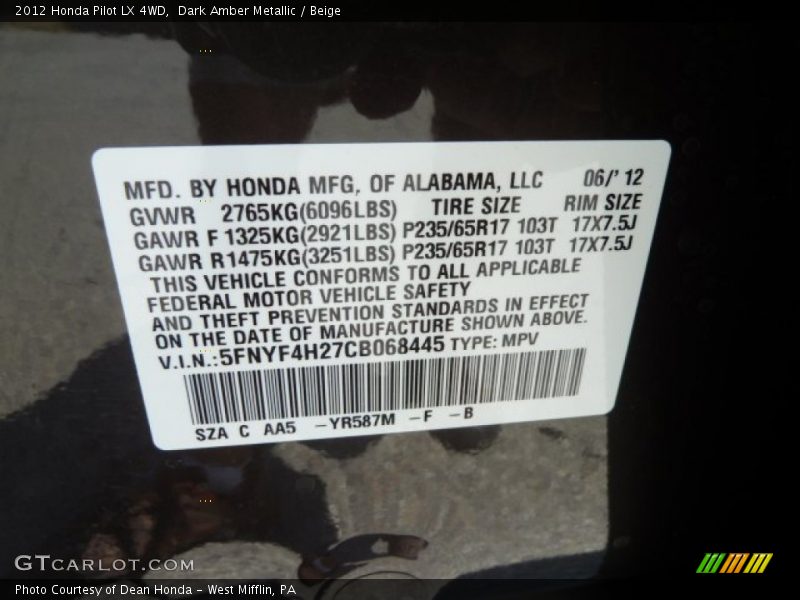 2012 Honda Pilot LX 4WD,  Dark Amber Metallic / Beige
MFD. BY HONDA MFG. OF ALABAMA, LLC 06/'12
GVWR 2765KG(6096LBS) TIRE SIZE RIM SIZE
GAWR F 1325KG(2921LBS) P235/65R17 103T 17X7.5J
GAWR R1475KG(3251LBS) P235/65R17 103T 17X7.5J
THIS VEHICLE CONFORMS TO ALL APPLICABLE
FEDERAL MOTOR VEHICLE SAFETY
AND THEFT PREVENTION STANDARDS IN EFFECT
ON THE DATE OF MANUFACTURE SHOWN ABOVE.
V.I.N.:5FNYF4H27CB068445 TYPE: MPV
SZA C AA5 -YR587M -F -B
GTCARLOT.COM
Photo Courtesy of Dean Honda - West Mifflin, PA